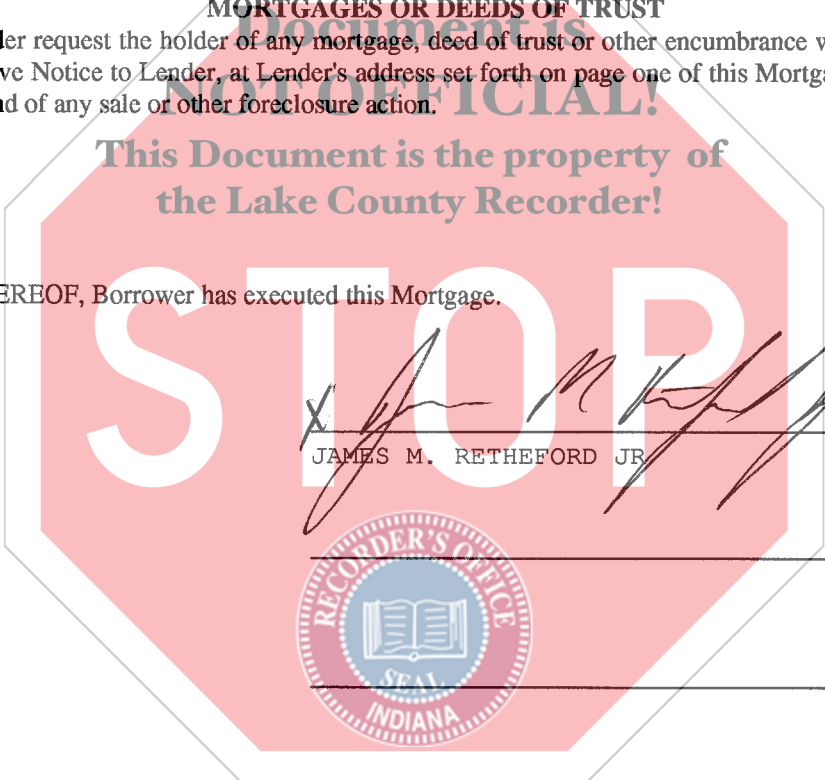 MORTGAGES OR DEEDS OF TRUST
Document is
er request the holder of any mortgage, deed of trust or other encumbrance
ve Notice to Lender, at Lender's address set forth on page one of this Mortga
NOT OFFICIAL!
d of any sale or other foreclosure action.
This Document is the property of
the Lake County Recorder!
EREOF, Borrower has executed this Mortgage.
STOP
X James M
JAMES M. RETHEFORD JR
RECORDER'S OFFICE
SEAL
INDIANA